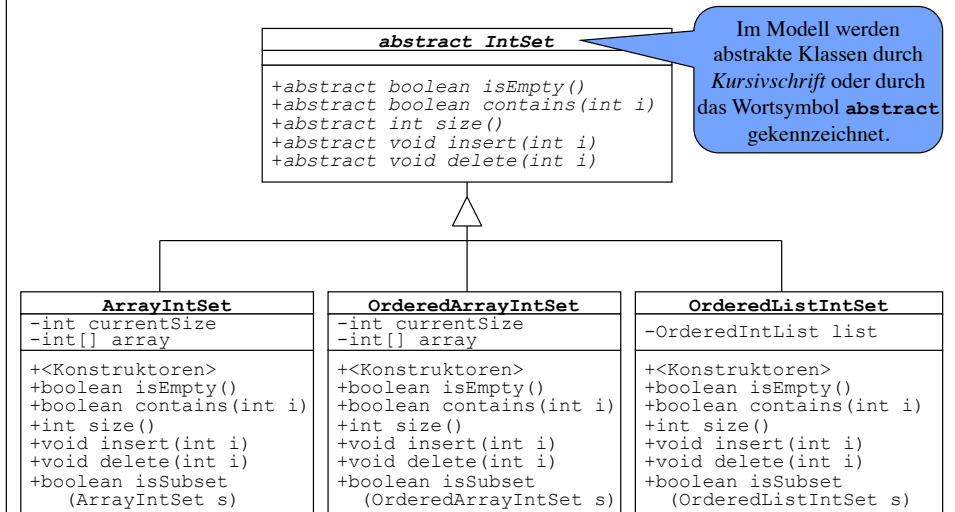 abstract IntSet
+abstract boolean isEmpty()
+abstract boolean contains(int i)
+abstract int size()
+abstract void insert(int i)
+abstract void delete(int i)
Im Modell werden
abstrakte Klassen durch
Kursivschrift oder durch
das Wortsymbol abstract
gekennzeichnet.
ArrayIntSet
-int currentSize
-int[] array
+<Konstruktoren>
+boolean isEmpty()
+boolean contains(int i)
+int size()
+void insert(int i)
+void delete(int i)
+boolean isSubset
(ArrayIntSet s)
OrderedArrayIntSet
-int currentSize
-int[] array
+<Konstruktoren>
+boolean isEmpty()
+boolean contains(int i)
+int size()
+void insert(int i)
+void delete(int i)
+boolean isSubset
(OrderedArrayIntSet s)
OrderedListIntSet
-OrderedIntList list
+<Konstruktoren>
+boolean isEmpty()
+boolean contains(int i)
+int size()
+void insert(int i)
+void delete(int i)
+boolean isSubset
(OrderedListIntSet s)